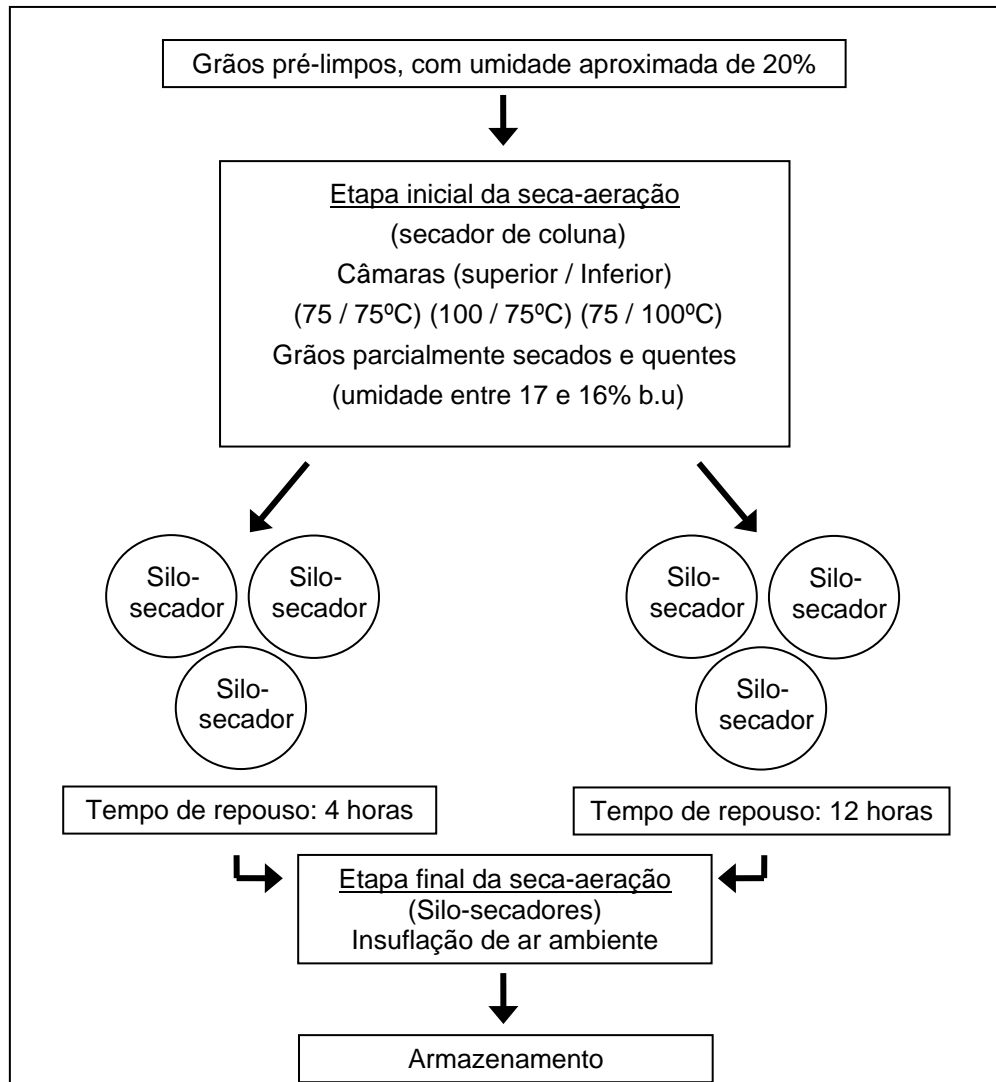 Grãos pré-limpos, com umidade aproximada de 20%
Etapa inicial da seca-aeração
(secador de coluna)
Câmaras (superior / Inferior)
(75 / 75ºC) (100 / 75ºC) (75 / 100ºC)
Grãos parcialmente secados e quentes
(umidade entre 17 e 16% b.u)
Silo-
secador
Silo-
secador
Silo-
secador
Silo-
secador
Silo-
secador
Silo-
secador
Tempo de repouso: 4 horas
Tempo de repouso: 12 horas
Etapa final da seca-aeração
(Silo-secadores)
Insuflação de ar ambiente
Armazenamento